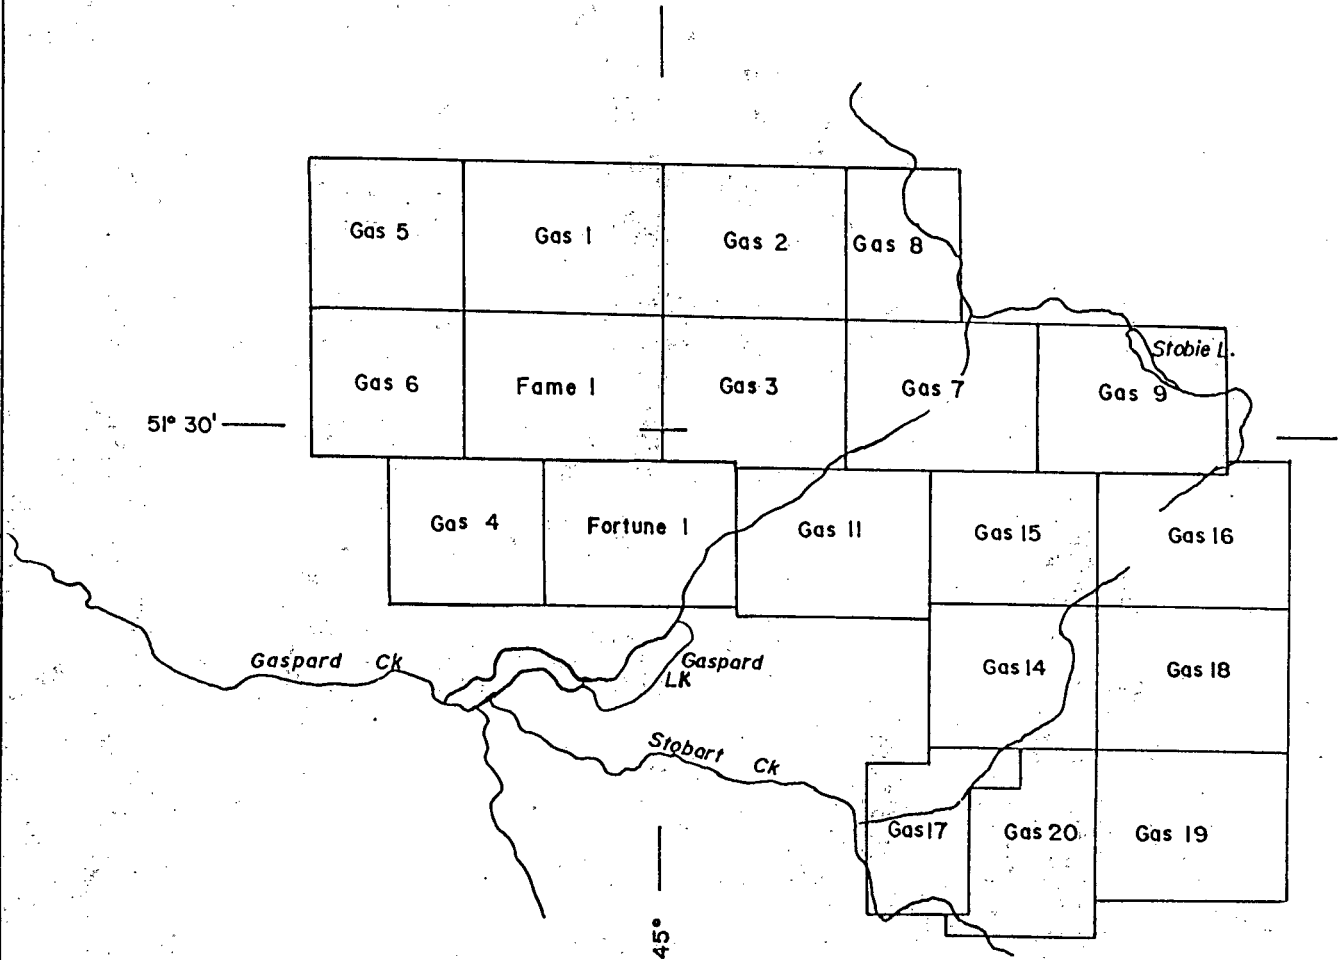 Gas 5
Gas 1
Gas 2
Gas 8
Stobie L.
Gas 6
Fame 1
Gas 3
Gas 7
Gas 9
51° 30'
Gas 4
Fortune 1
Gas 11
Gas 15
Gas 16
Gaspard Ck
Gaspard
LK
Gas 14
Gas 18
Stobart Ck
Gas 17
Gas 20
Gas 19
45°